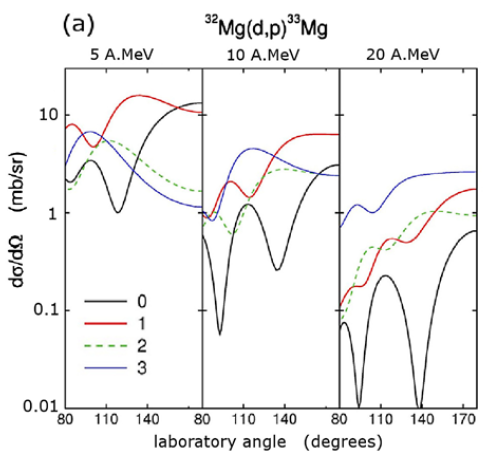 (a) ³²Mg(d,p)³³Mg
5 A.MeV 10 A.MeV 20 A.MeV
dσ/dΩ (mb/sr)
10
1
0.1
0.01
0
1
2
3
80 110 140 80 110 140 80 110 140 170
laboratory angle (degrees)